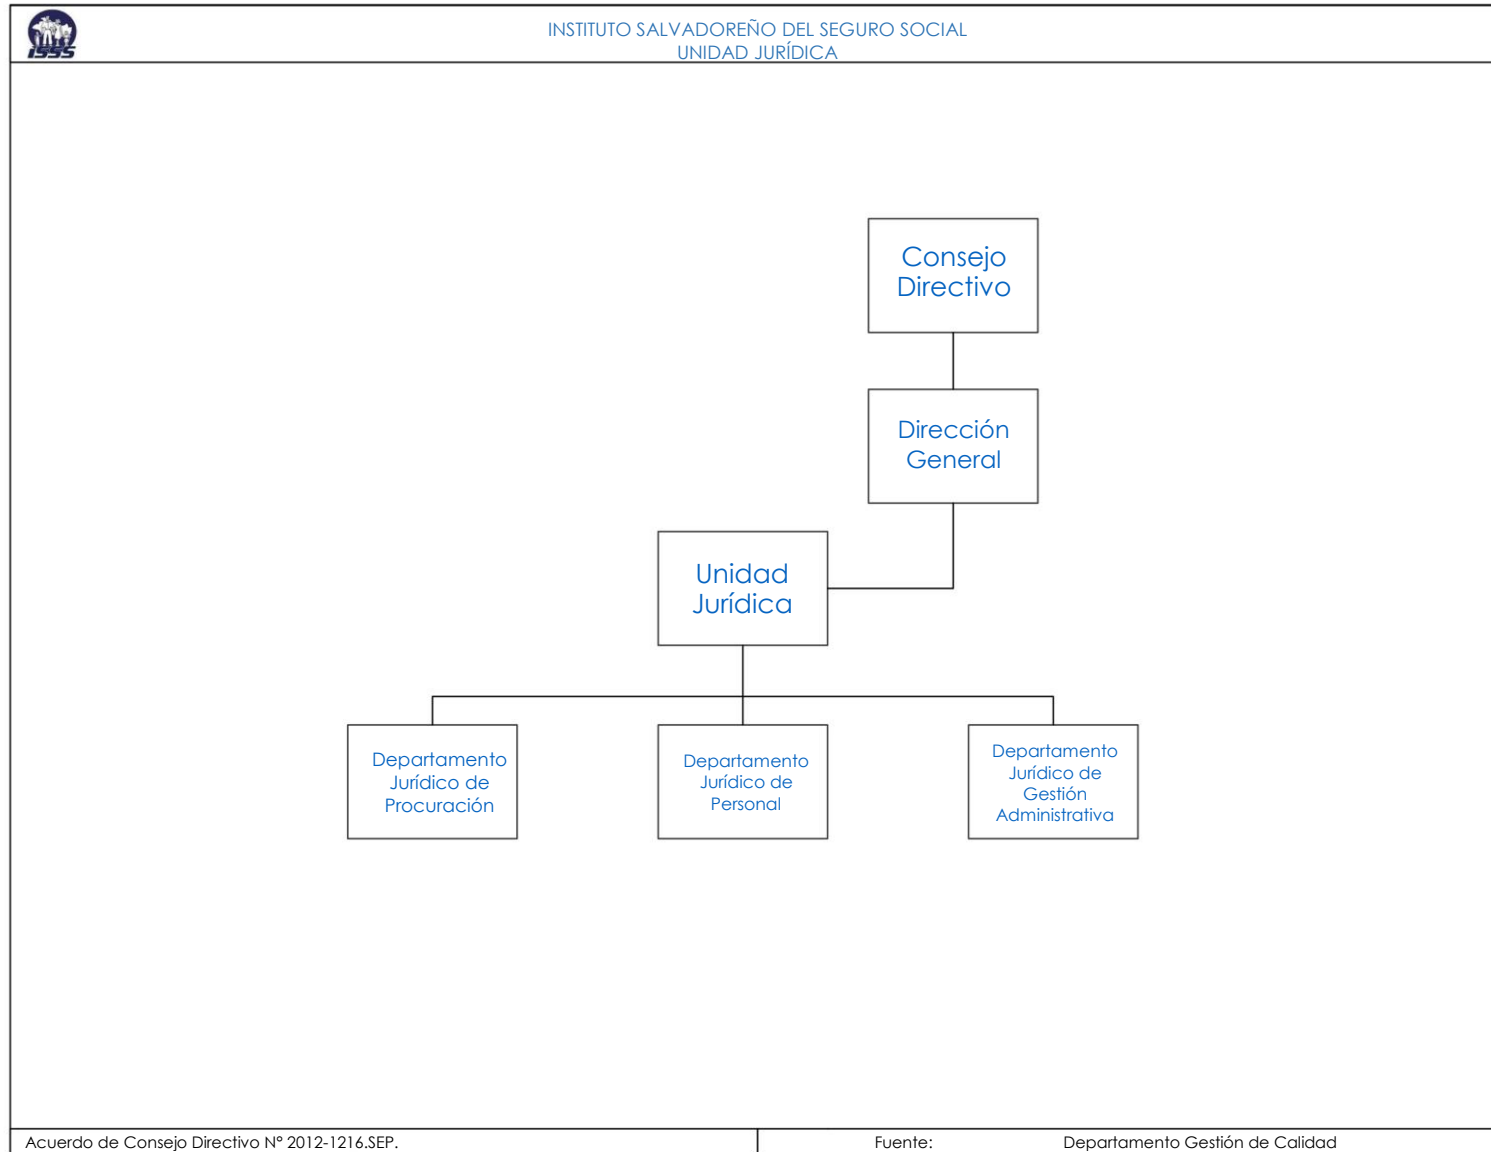 ISSS
INSTITUTO SALVADOREÑO DEL SEGURO SOCIAL
UNIDAD JURÍDICA
Consejo
Directivo
Dirección
General
Unidad
Jurídica
Departamento
Jurídico de
Procuración
Departamento
Jurídico de
Personal
Departamento
Jurídico de
Gestión
Administrativa
Acuerdo de Consejo Directivo N° 2012-1216.SEP.
Fuente: Departamento Gestión de Calidad